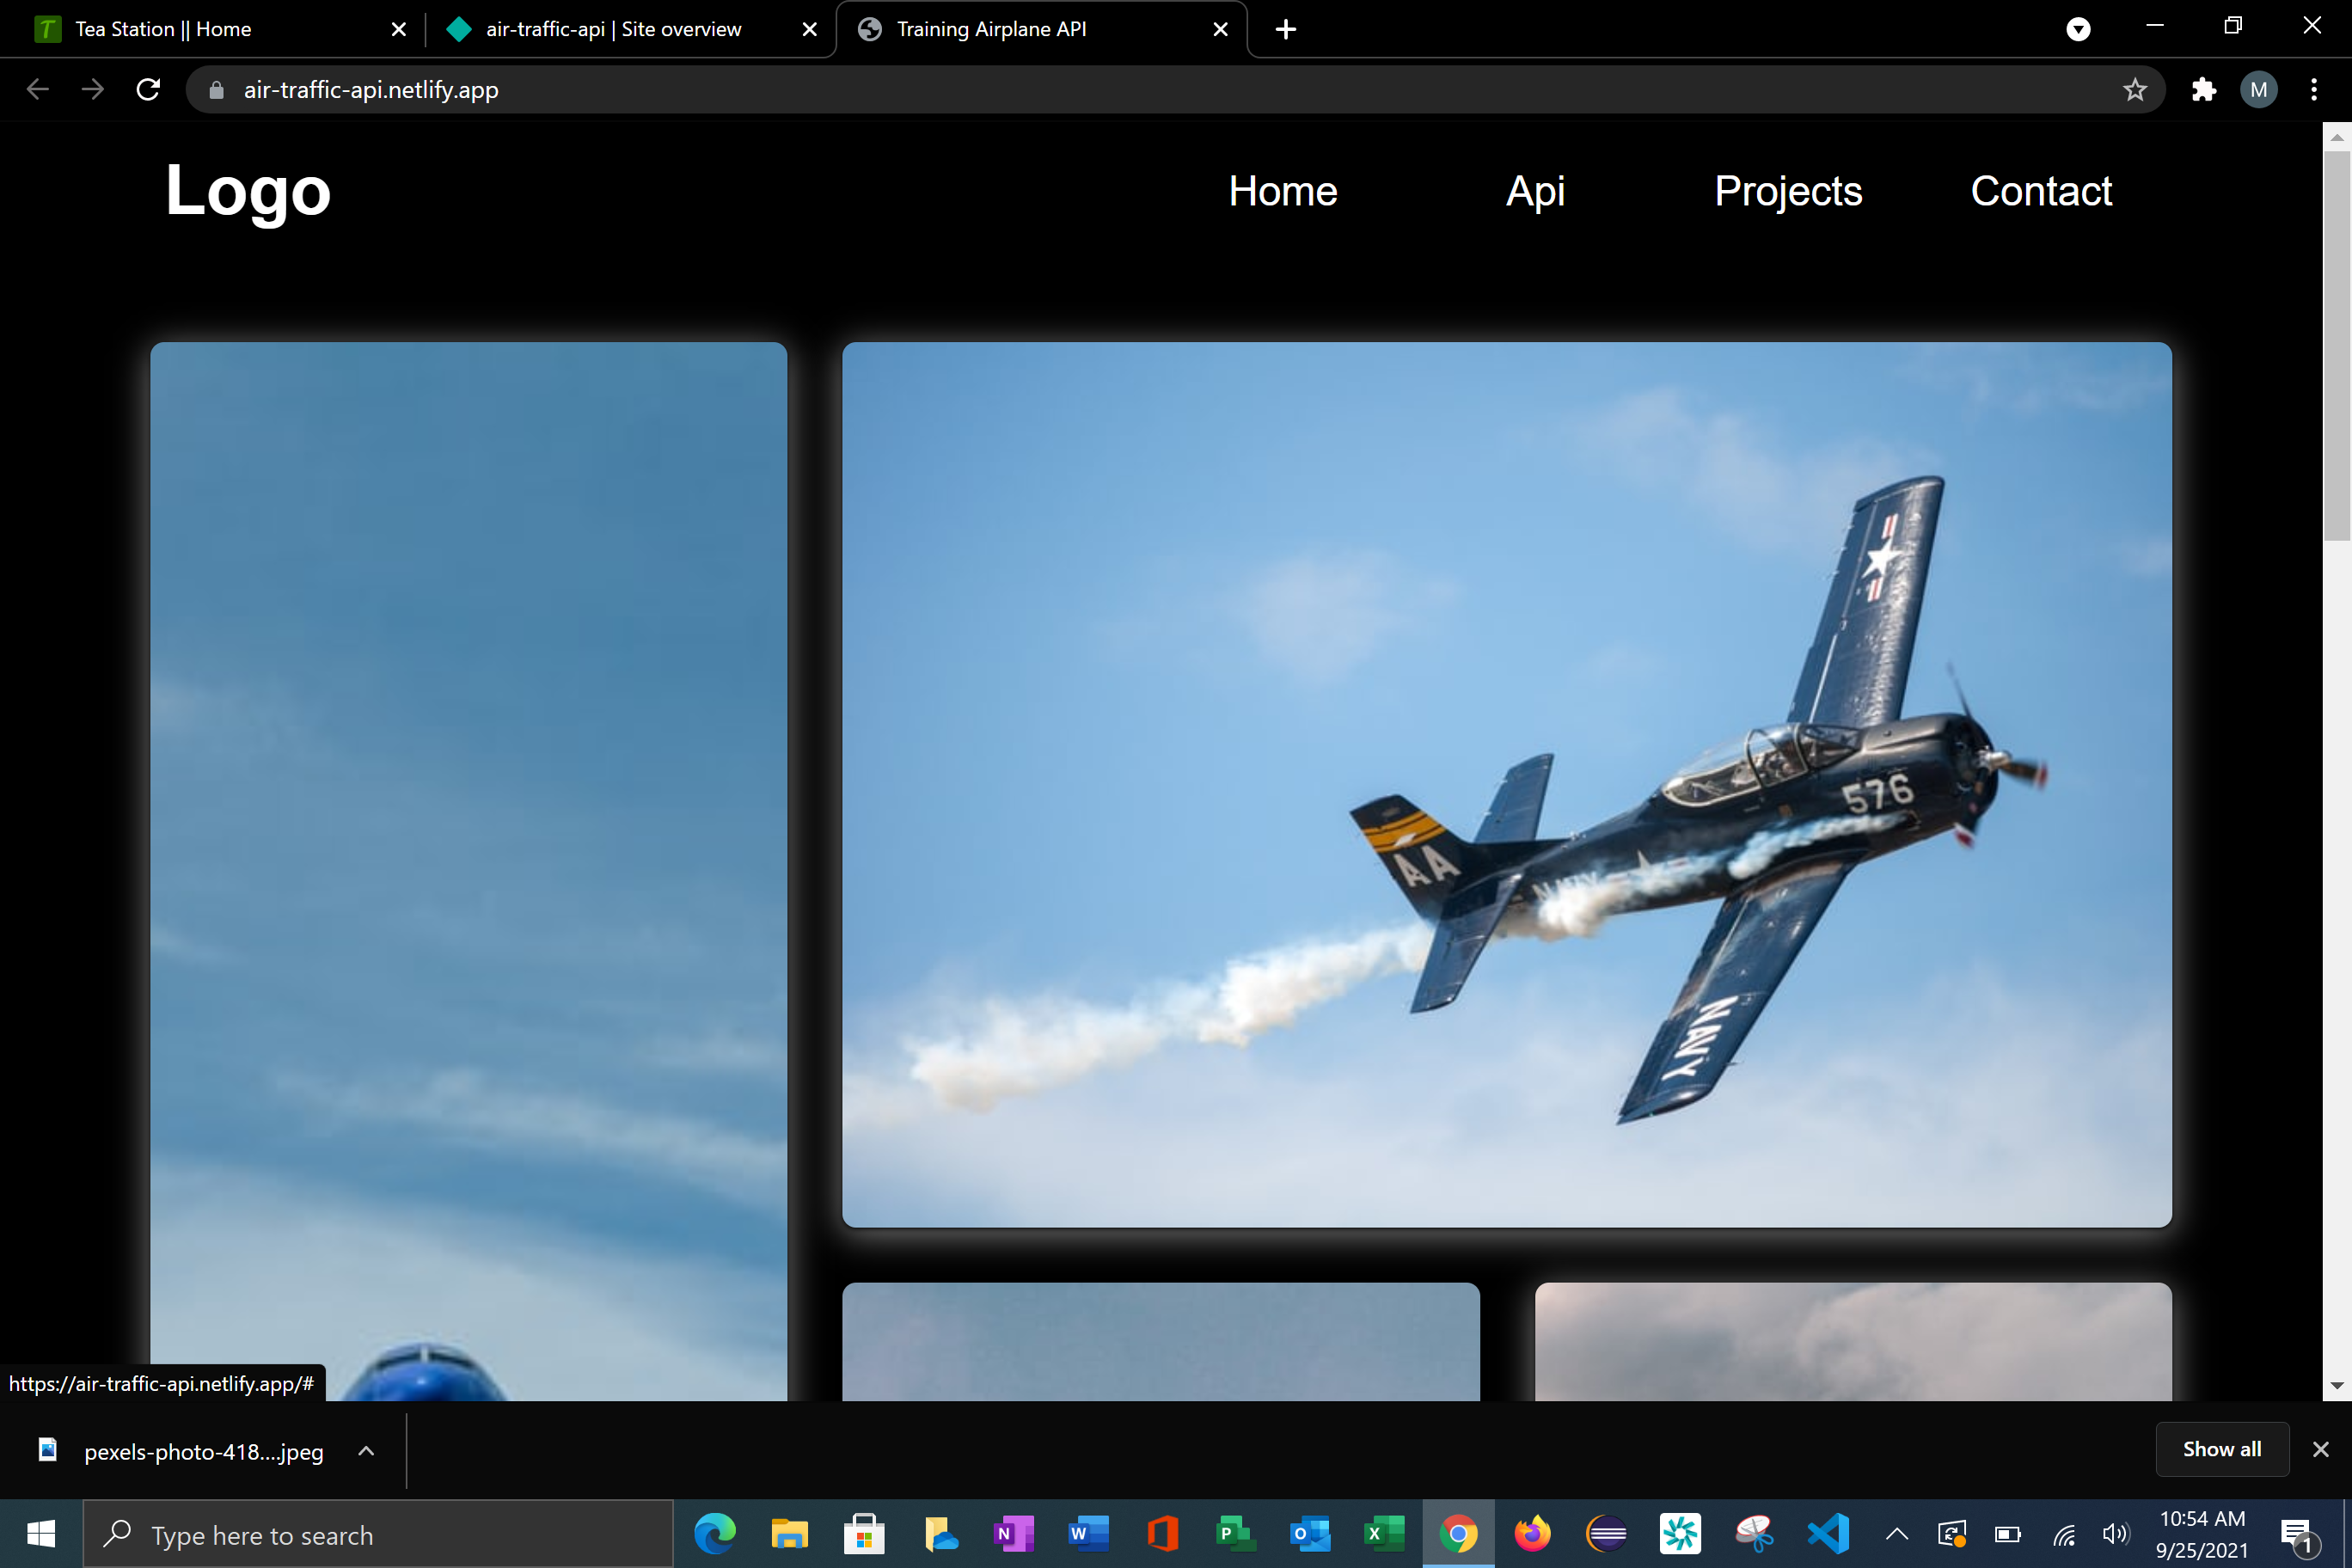 Tea Station || Home
air-traffic-api | Site overview
Training Airplane API
air-traffic-api.netlify.app
M
Logo
Home
Api
Projects
Contact
576
AA
NAVY
NAVY
https://air-traffic-api.netlify.app/#
pexels-photo-418....jpeg
Show all
Type here to search
10:54 AM
9/25/2021
1